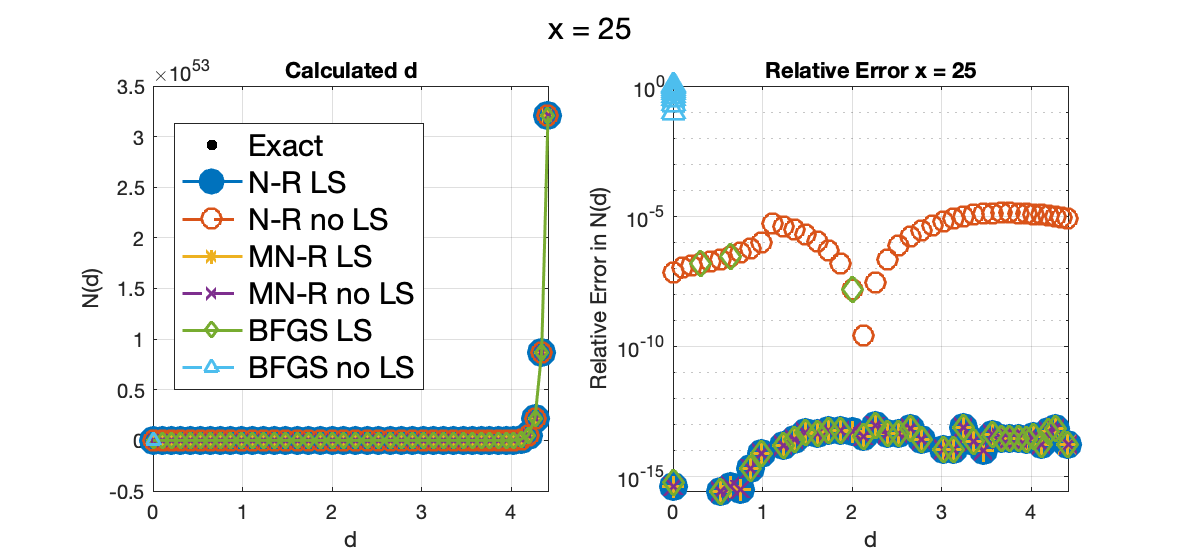 x = 25
Calculated d
×10^53
3.5
3
2.5
2
1.5
1
0.5
0
-0.5
N(d)
0 1 2 3 4
d
Exact
N-R LS
N-R no LS
MN-R LS
MN-R no LS
BFGS LS
BFGS no LS
Relative Error x = 25
10^0
10^-5
10^-10
10^-15
Relative Error in N(d)
0 1 2 3 4
d